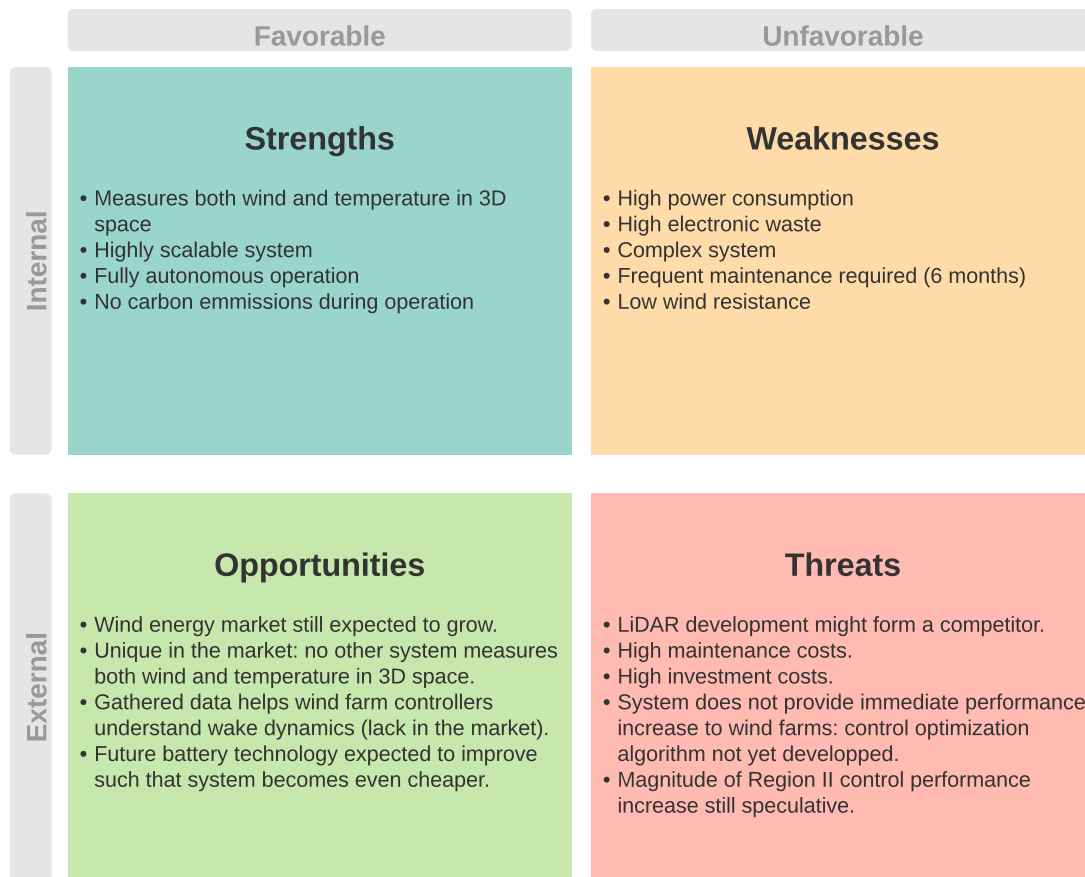 Favorable
Unfavorable
Internal
Strengths
• Measures both wind and temperature in 3D
space
• Highly scalable system
• Fully autonomous operation
• No carbon emmissions during operation
Weaknesses
• High power consumption
• High electronic waste
• Complex system
• Frequent maintenance required (6 months)
• Low wind resistance
External
Opportunities
• Wind energy market still expected to grow.
• Unique in the market: no other system measures
both wind and temperature in 3D space.
• Gathered data helps wind farm controllers
understand wake dynamics (lack in the market).
• Future battery technology expected to improve
such that system becomes even cheaper.
Threats
• LiDAR development might form a competitor.
• High maintenance costs.
• High investment costs.
• System does not provide immediate performance
increase to wind farms: control optimization
algorithm not yet developped.
• Magnitude of Region II control performance
increase still speculative.